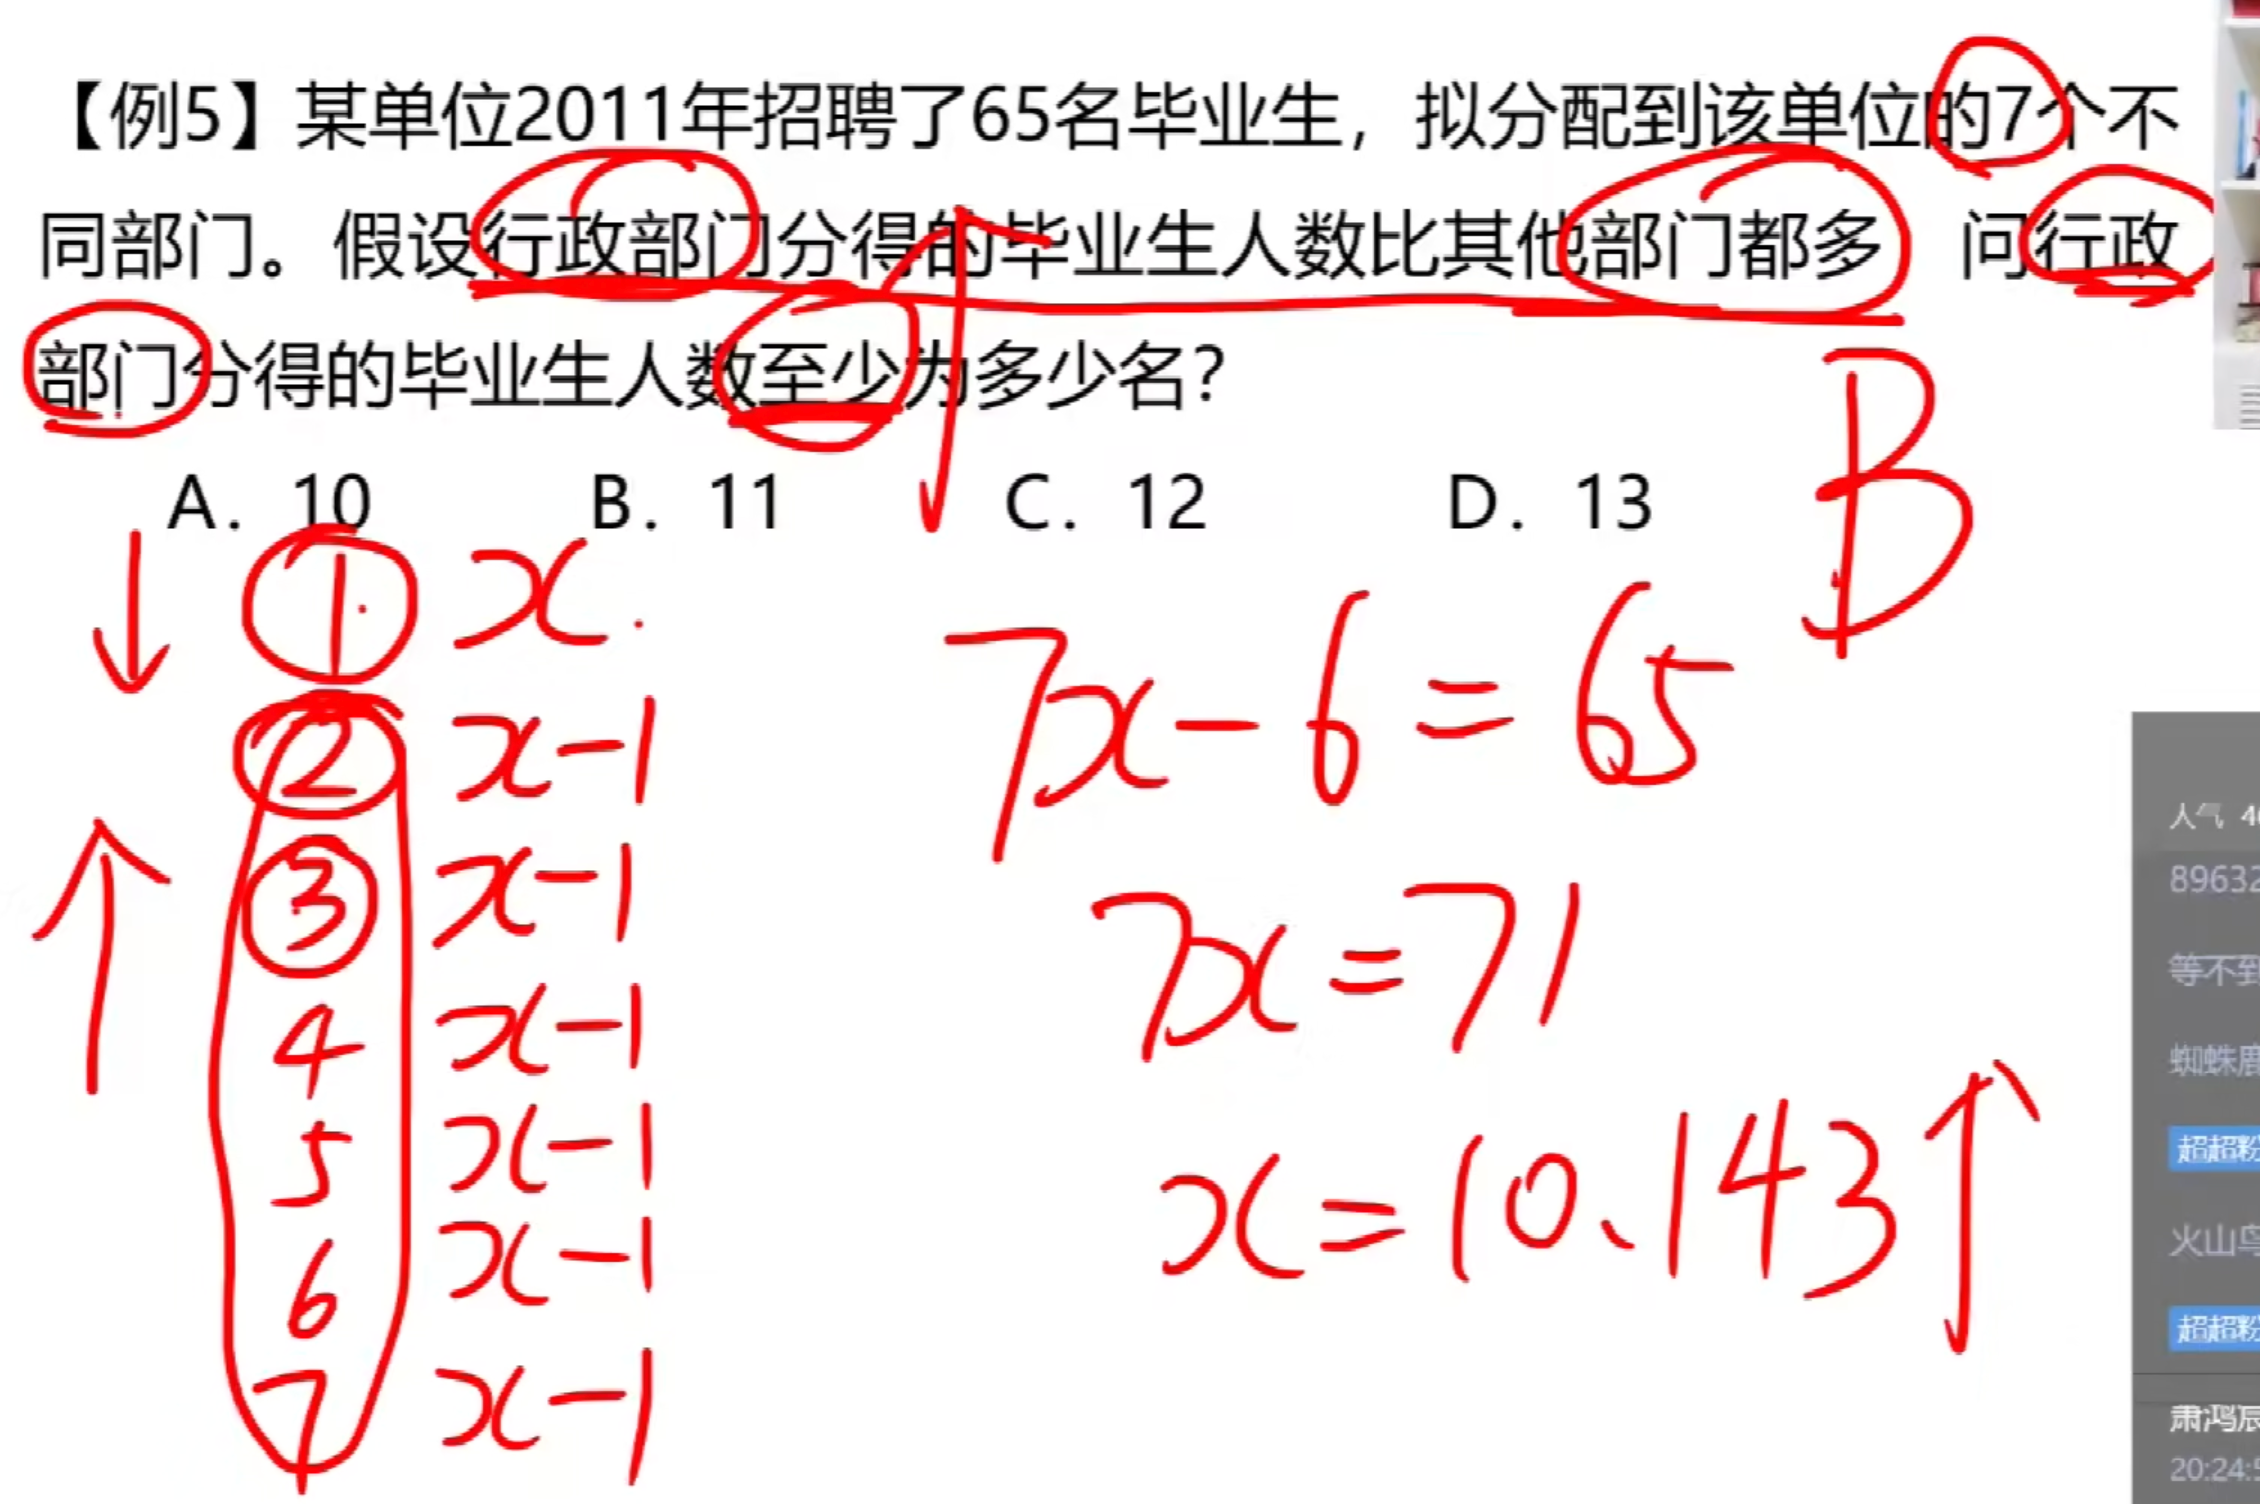 【例5】某单位2011年招聘了65名毕业生，拟分配到该单位的7个不
同部门。假设行政部门分得的毕业生人数比其他部门都多 问行政
部门分得的毕业生人数至少为多少名？
A. 10 B. 11 C. 12 D. 13
B
① x.
② x-1
③ x-1
4 x-1
5 x-1
6 x-1
7 x-1
7x-6=65
7x=71
x=10.143
人气 4
8963
等不到
蜘蛛鹿
超超粉
火山鸟
超超粉
肃鸿辰
20:24: